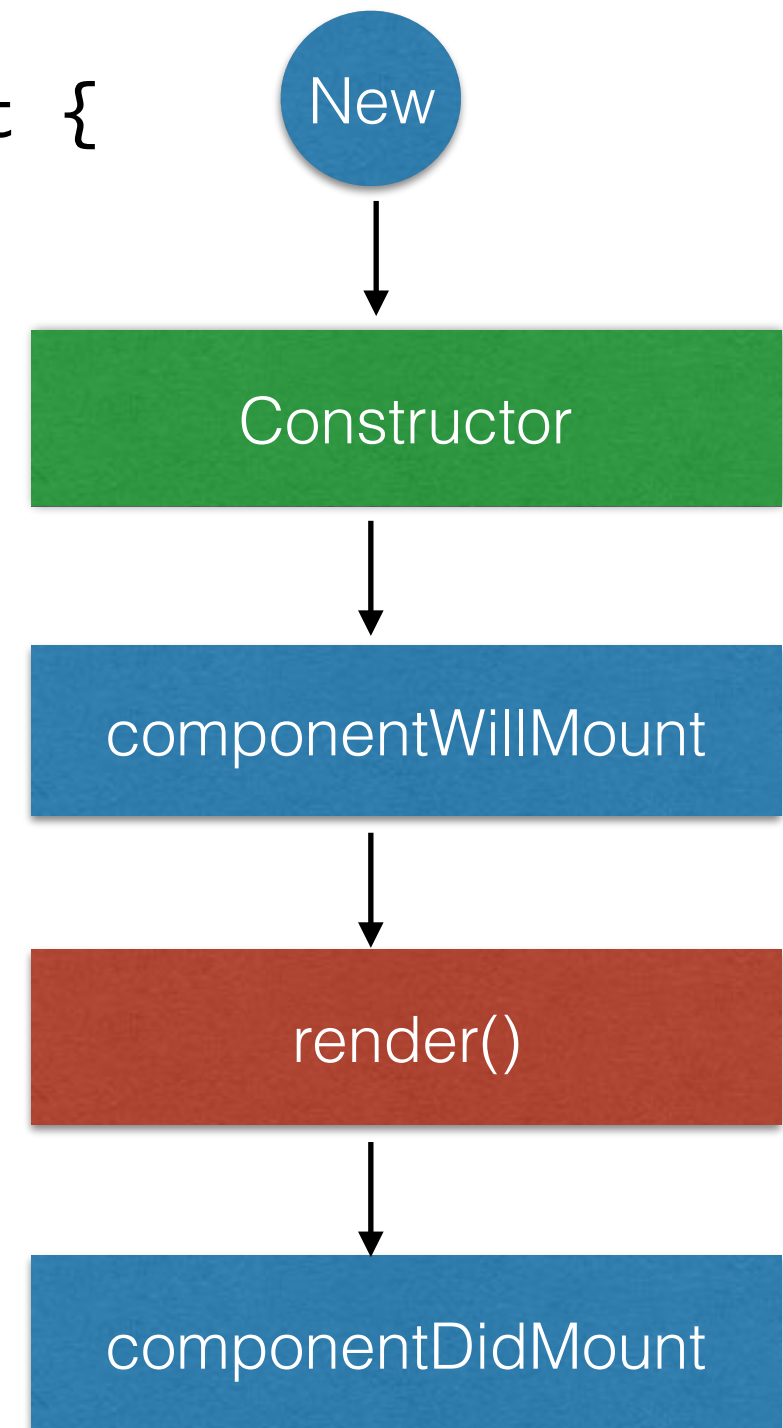 t {
New
Constructor
componentWillMount
render()
componentDidMount